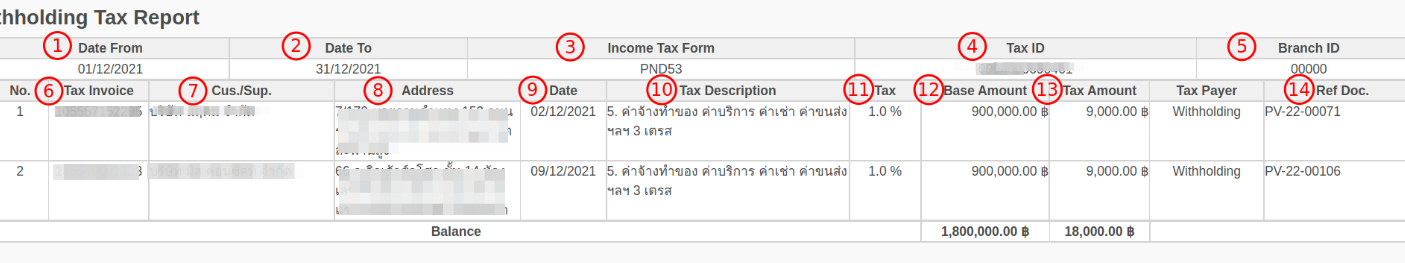 hholding Tax Report
1 Date From 2 Date To 3 Income Tax Form 4 Tax ID 5 Branch ID
01/12/2021 31/12/2021 PND53 00000
No. 6 Tax Invoice 7 Cus./Sup. 8 Address 9 Date 10 Tax Description 11 Tax 12 Base Amount 13 Tax Amount Tax Payer 14 Ref Doc.
1 02/12/2021 5. ค่าจ้างทำของ ค่าบริการ ค่าเช่า ค่าขนส่ง 1.0 % 900,000.00 ฿ 9,000.00 ฿ Withholding PV-22-00071
ฯลฯ 3 เตรส
2 09/12/2021 5. ค่าจ้างทำของ ค่าบริการ ค่าเช่า ค่าขนส่ง 1.0 % 900,000.00 ฿ 9,000.00 ฿ Withholding PV-22-00106
ฯลฯ 3 เตรส
Balance 1,800,000.00 ฿ 18,000.00 ฿